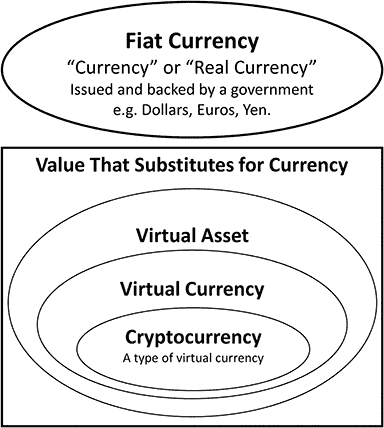 Fiat Currency
“Currency” or “Real Currency”
Issued and backed by a government
e.g. Dollars, Euros, Yen.
Value That Substitutes for Currency
Virtual Asset
Virtual Currency
Cryptocurrency
A type of virtual currency